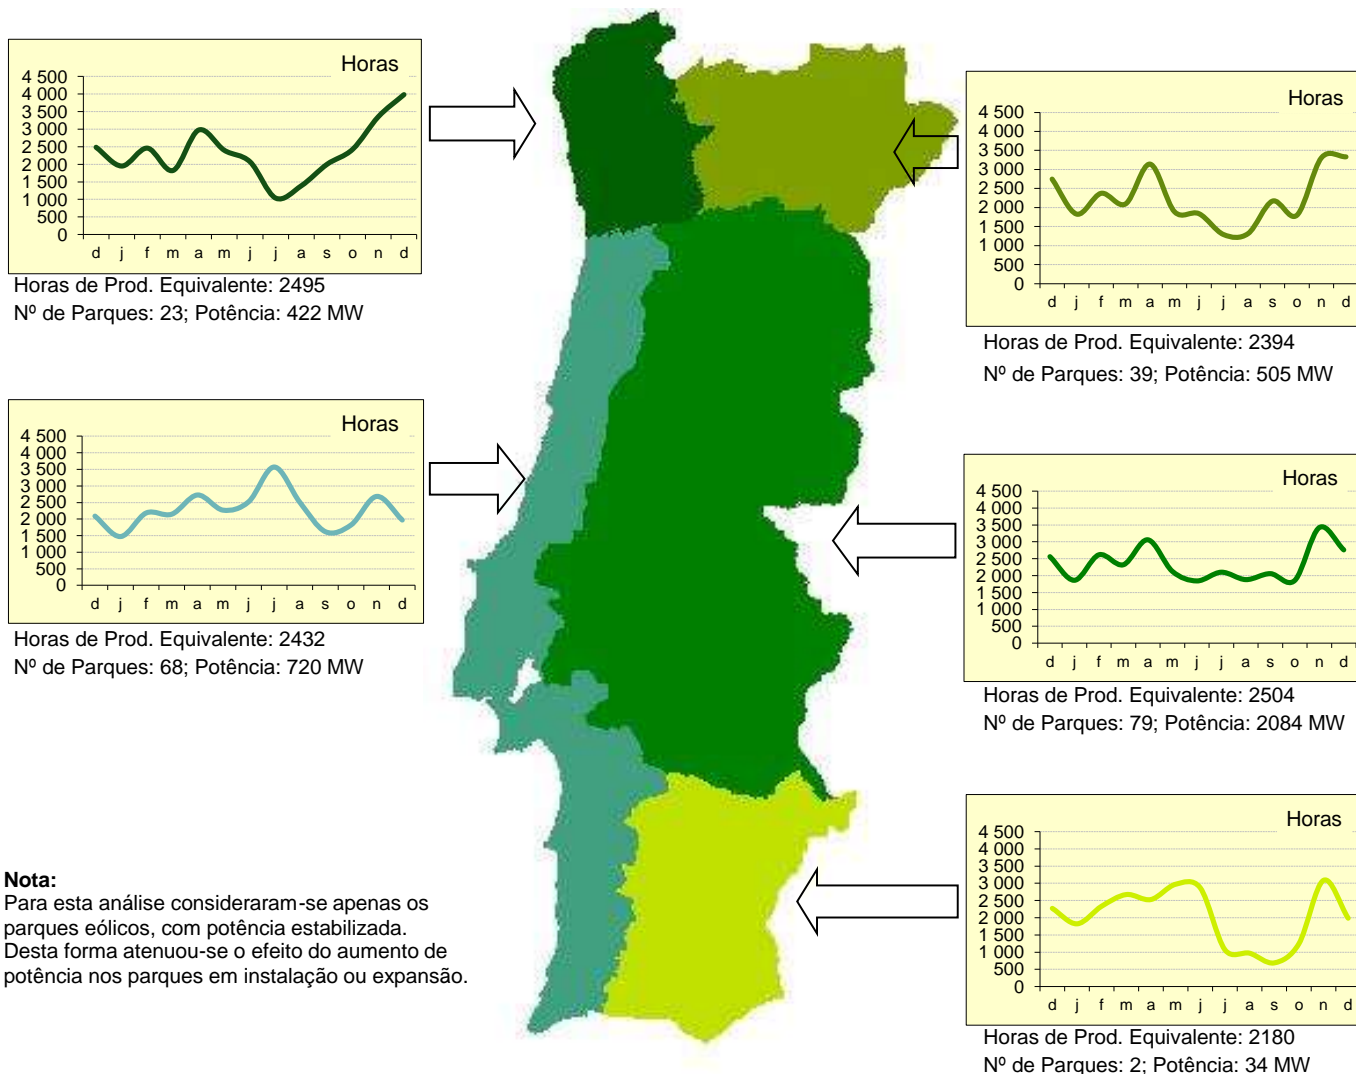 Horas
4 500
4 000
3 500
3 000
2 500
2 000
1 500
1 000
500
0
d j f m a m j j a s o n d
Horas de Prod. Equivalente: 2495
Nº de Parques: 23; Potência: 422 MW
Horas
4 500
4 000
3 500
3 000
2 500
2 000
1 500
1 000
500
0
d j f m a m j j a s o n d
Horas de Prod. Equivalente: 2394
Nº de Parques: 39; Potência: 505 MW
Horas
4 500
4 000
3 500
3 000
2 500
2 000
1 500
1 000
500
0
d j f m a m j j a s o n d
Horas de Prod. Equivalente: 2432
Nº de Parques: 68; Potência: 720 MW
Horas
4 500
4 000
3 500
3 000
2 500
2 000
1 500
1 000
500
0
d j f m a m j j a s o n d
Horas de Prod. Equivalente: 2504
Nº de Parques: 79; Potência: 2084 MW
Horas
4 500
4 000
3 500
3 000
2 500
2 000
1 500
1 000
500
0
d j f m a m j j a s o n d
Horas de Prod. Equivalente: 2180
Nº de Parques: 2; Potência: 34 MW
Nota:
Para esta análise consideraram-se apenas os
parques eólicos, com potência estabilizada.
Desta forma atenuou-se o efeito do aumento de
potência nos parques em instalação ou expansão.